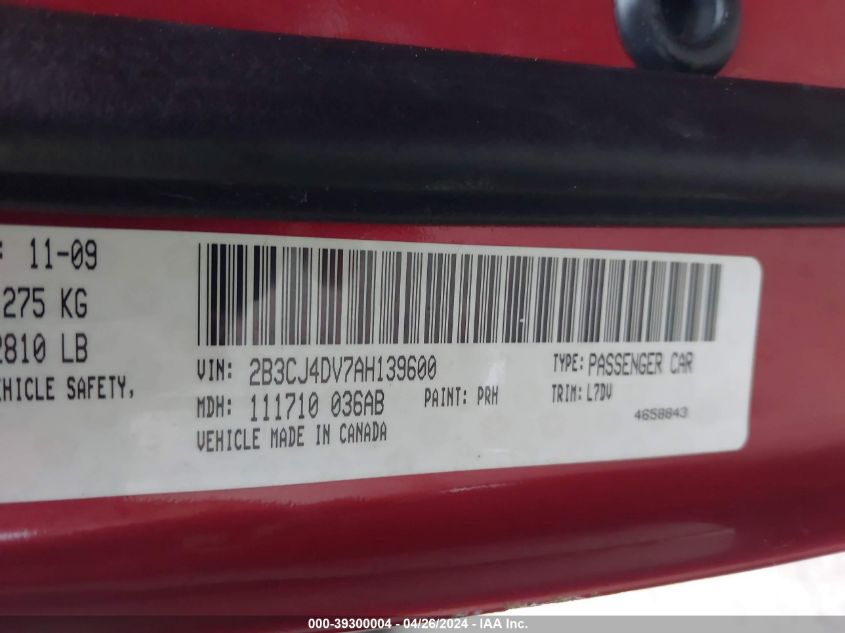 : 11-09
275 KG
2810 LB
EHICLE SAFETY,
VIN: 2B3CJ4DV7AH139600
TYPE: PASSENGER CAR
MDH: 111710 036AB
PAINT: PRH
TRIM: L7DV
VEHICLE MADE IN CANADA
4658843
000-39300004 - 04/26/2024 - IAA Inc.